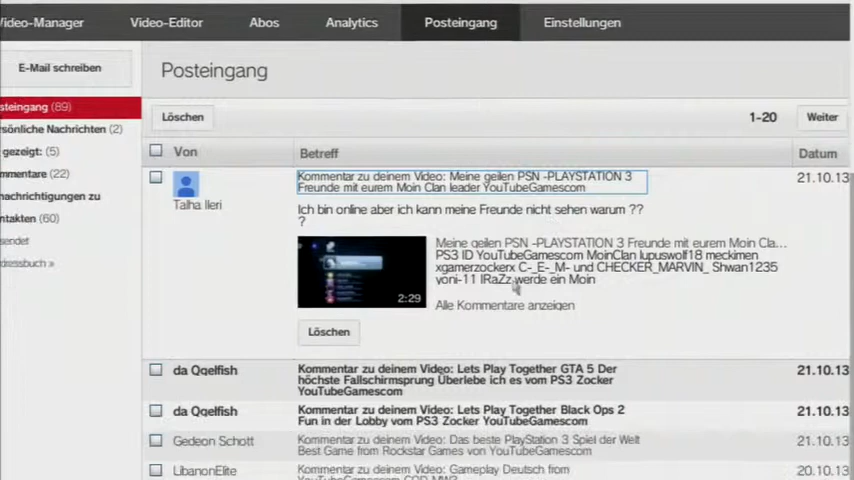 Video-Manager Video-Editor Abos Analytics Posteingang Einstellungen
E-Mail schreiben
Posteingang
steingang (89)
Löschen 1-20 Weiter
rsönliche Nachrichten (2)
gezeigt: (5)
Von Betreff Datum
mmentare (22)
Kommentar zu deinem Video: Meine geilen PSN -PLAYSTATION 3
Freunde mit eurem Moin Clan leader YouTubeGamescom
21.10.13
nachrichtigungen zu
ntakten (60)
Talha Ileri
Ich bin online aber ich kann meine Freunde nicht sehen warum ??
?
sendet
dressbuch »
Meine geilen PSN -PLAYSTATION 3 Freunde mit eurem Moin Cla...
PS3 ID YouTubeGamescom MoinClan lupuswolf18 meckimen
xgamerzockerx C-_E-_M- und CHECKER_MARVIN_ Shwan1235
yoni-11 IRaZz werde ein Moin
2:29
Alle Kommentare anzeigen
Löschen
da Qgelfish Kommentar zu deinem Video: Lets Play Together GTA 5 Der
höchste Fallschirmsprung Überlebe ich es vom PS3 Zocker
YouTubeGamescom
21.10.13
da Qgelfish Kommentar zu deinem Video: Lets Play Together Black Ops 2
Fun in der Lobby vom PS3 Zocker YouTubeGamescom
21.10.13
Gedeon Schott Kommentar zu deinem Video: Das beste PlayStation 3 Spiel der Welt
Best Game from Rockstar Games von YouTubeGamescom
21.10.13
LibanonElite Kommentar zu deinem Video: Gameplay Deutsch from
YouTubeGamescom COD MW3
20.10.13